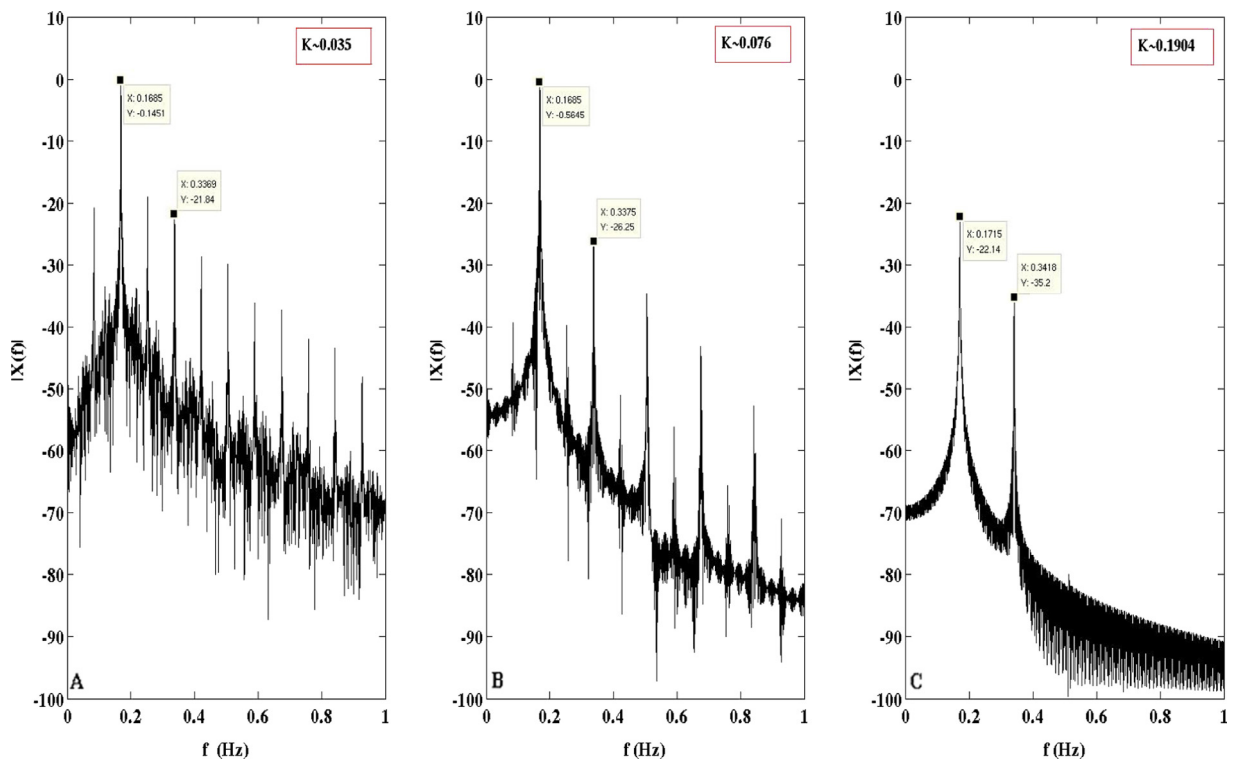 K~0.035
10
0
-10
-20
-30
-40
-50
-60
-70
-80
-90
-100
|X(f)|
X: 0.1685
Y: -0.1451
X: 0.3369
Y: -21.84
A
0 0.2 0.4 0.6 0.8 1
f (Hz)
K~0.076
10
0
-10
-20
-30
-40
-50
-60
-70
-80
-90
-100
|X(f)|
X: 0.1685
Y: -0.5645
X: 0.3375
Y: -26.25
B
0 0.2 0.4 0.6 0.8 1
f (Hz)
K~0.1904
10
0
-10
-20
-30
-40
-50
-60
-70
-80
-90
-100
|X(f)|
X: 0.1715
Y: -22.14
X: 0.3418
Y: -35.2
C
0 0.2 0.4 0.6 0.8 1
f (Hz)